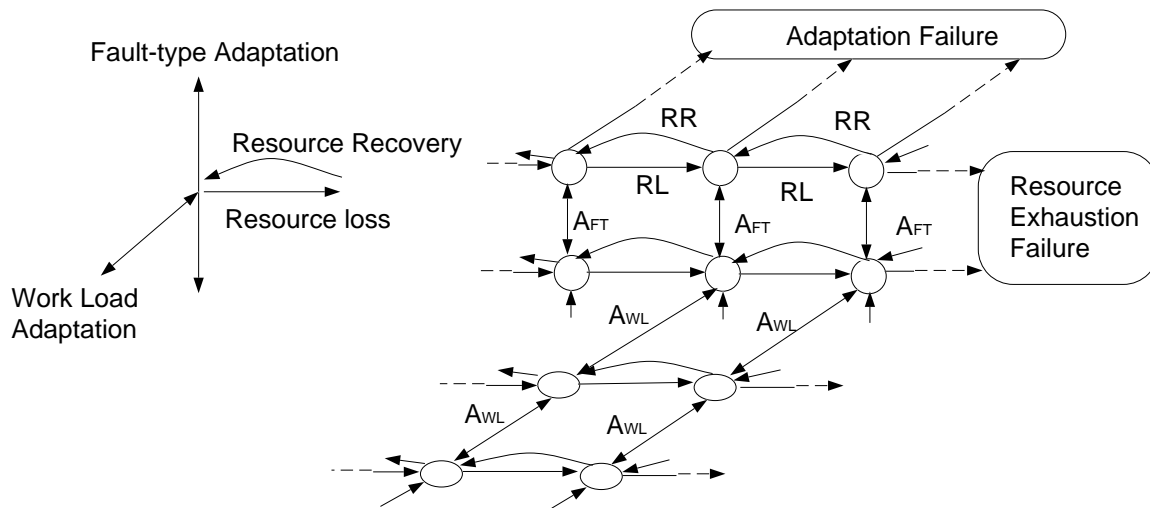 Adaptation Failure
Fault-type Adaptation
RR
RR
Resource Recovery
RL
RL
Resource loss
Resource
Exhaustion
Failure
AFT
AFT
AFT
Work Load
Adaptation
AWL
AWL
AWL
AWL